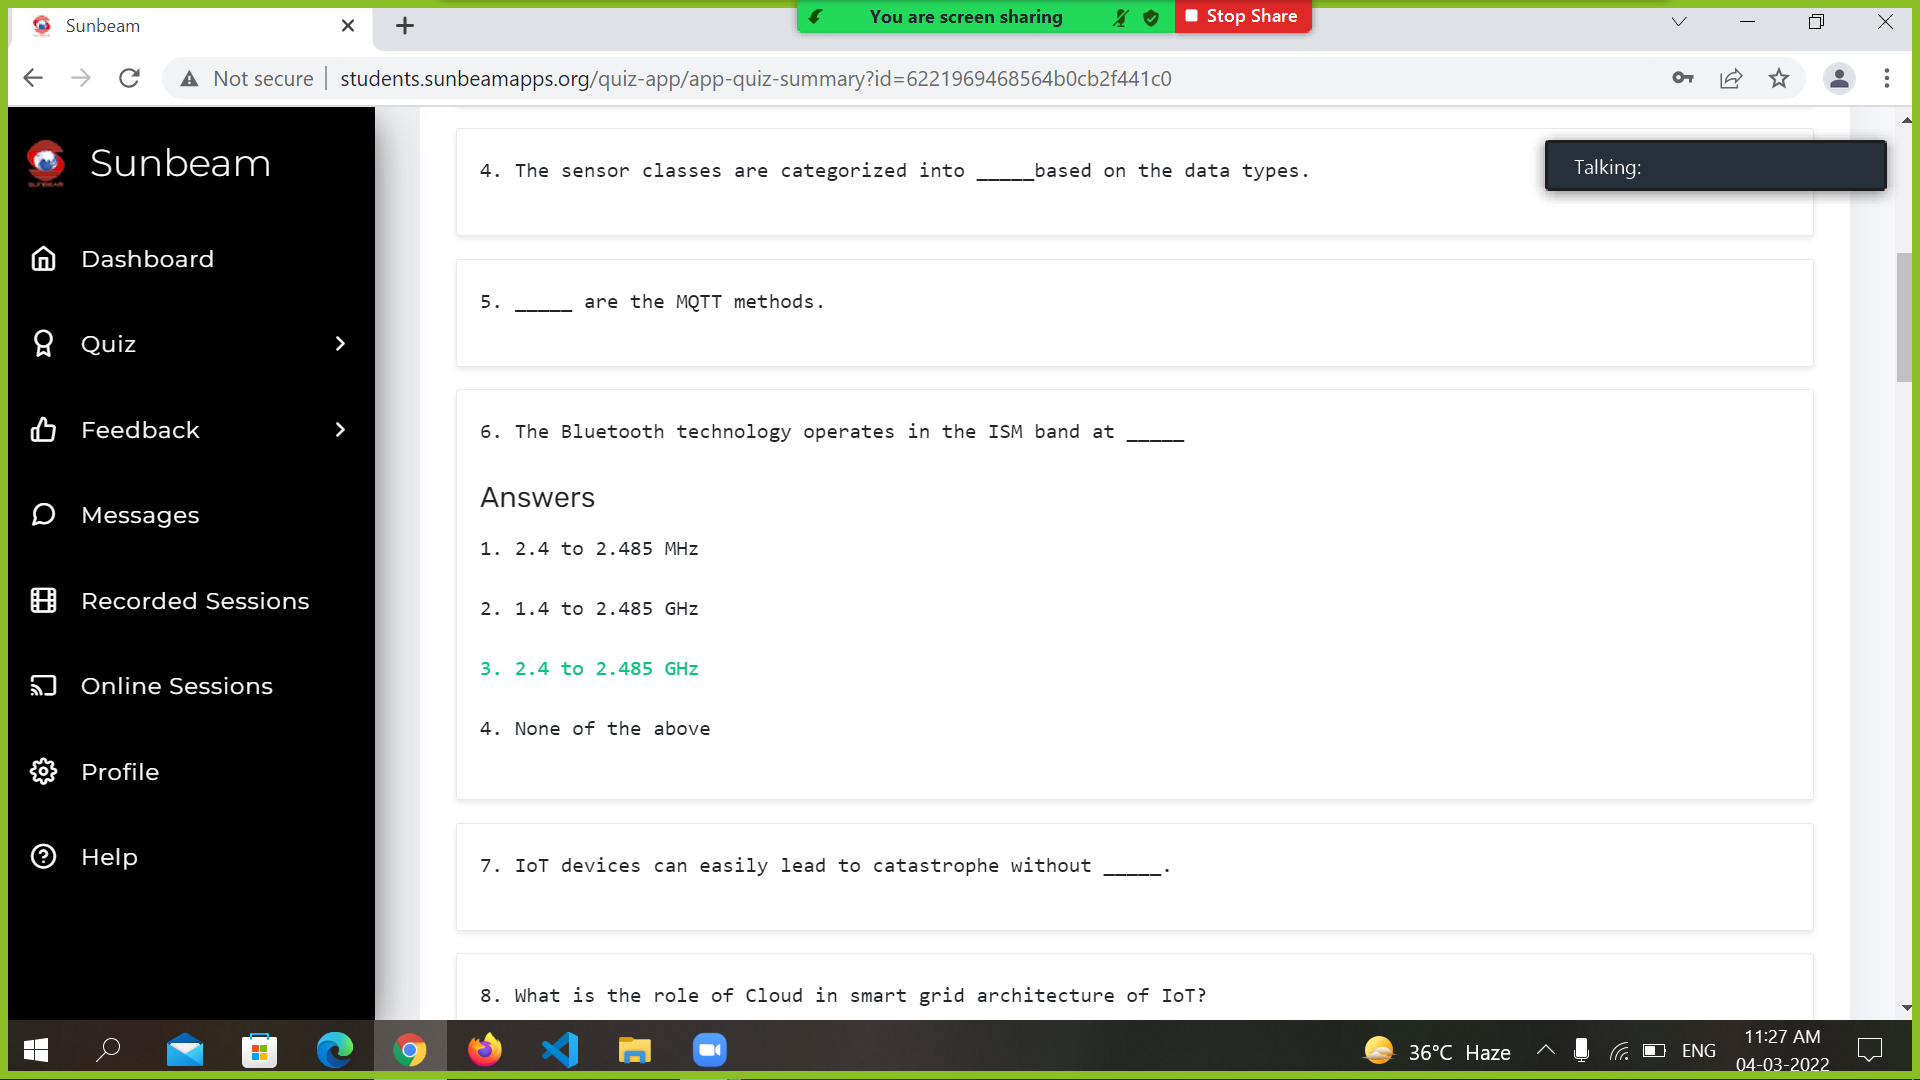 Sunbeam
You are screen sharing
Stop Share
Not secure
students.sunbeamapps.org/quiz-app/app-quiz-summary?id=6221969468564b0cb2f441c0
SUNBEAM
Sunbeam
Dashboard
Quiz
Feedback
Messages
Recorded Sessions
Online Sessions
Profile
Help
Talking:
4. The sensor classes are categorized into _____based on the data types.
5. _____ are the MQTT methods.
6. The Bluetooth technology operates in the ISM band at _____
Answers
1. 2.4 to 2.485 MHz
2. 1.4 to 2.485 GHz
3. 2.4 to 2.485 GHz
4. None of the above
7. IoT devices can easily lead to catastrophe without _____.
8. What is the role of Cloud in smart grid architecture of IoT?
36°C Haze
ENG
11:27 AM
04-03-2022